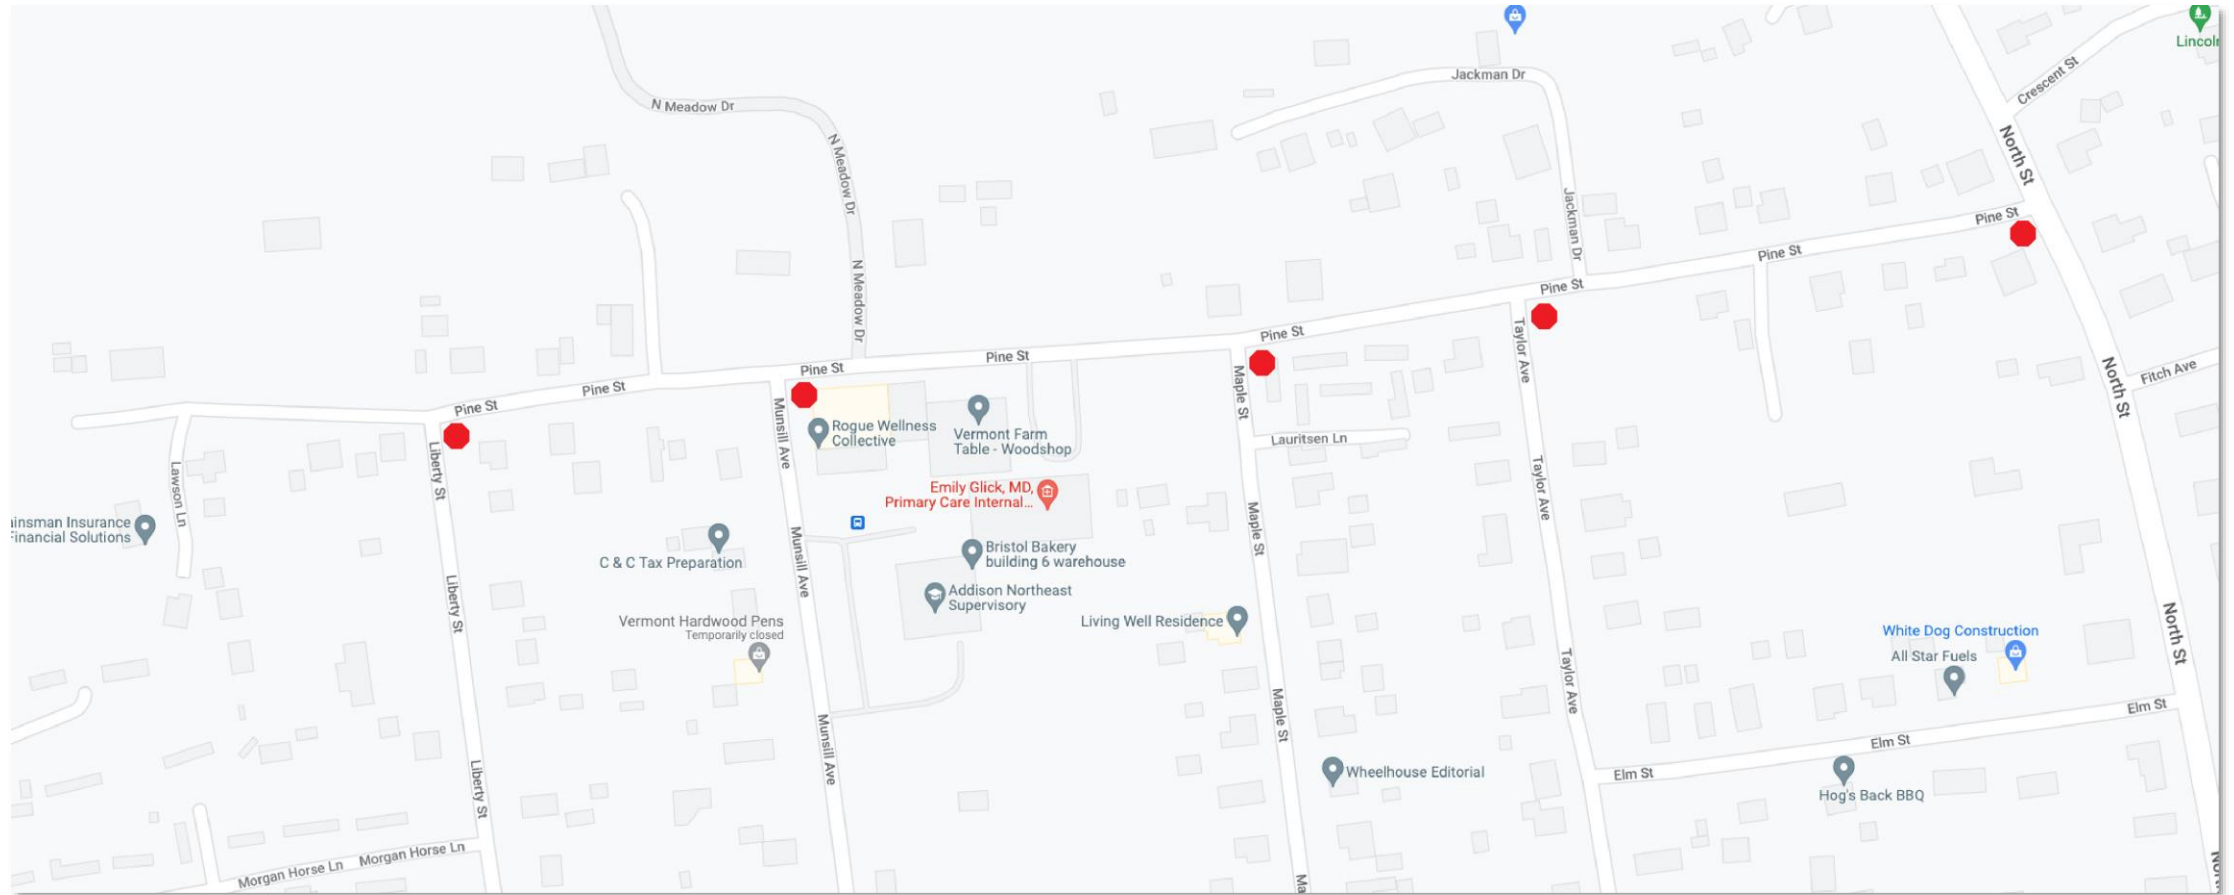 Lincoln
Jackman Dr
Crescent St
N Meadow Dr
N Meadow Dr
North St
Jackman Dr
Pine St
Pine St
N Meadow Dr
Pine St
Pine St
Pine St
Pine St
Taylor Ave
North St
Fitch Ave
Pine St
Pine St
Maple St
Munsill Ave
Rogue Wellness
Collective
Vermont Farm
Table - Woodshop
Lauritsen Ln
Liberty St
Lawson Ln
Taylor Ave
Emily Glick, MD,
Primary Care Internal...
ainsman Insurance
Financial Solutions
Maple St
Munsill Ave
C & C Tax Preparation
Bristol Bakery
building 6 warehouse
Liberty St
Addison Northeast
Supervisory
Living Well Residence
Vermont Hardwood Pens
Temporarily closed
White Dog Construction
All Star Fuels
North St
Taylor Ave
Maple St
Munsill Ave
Elm St
Elm St
Elm St
Liberty St
Wheelhouse Editorial
Hog's Back BBQ
Morgan Horse Ln
Morgan Horse Ln
Ma